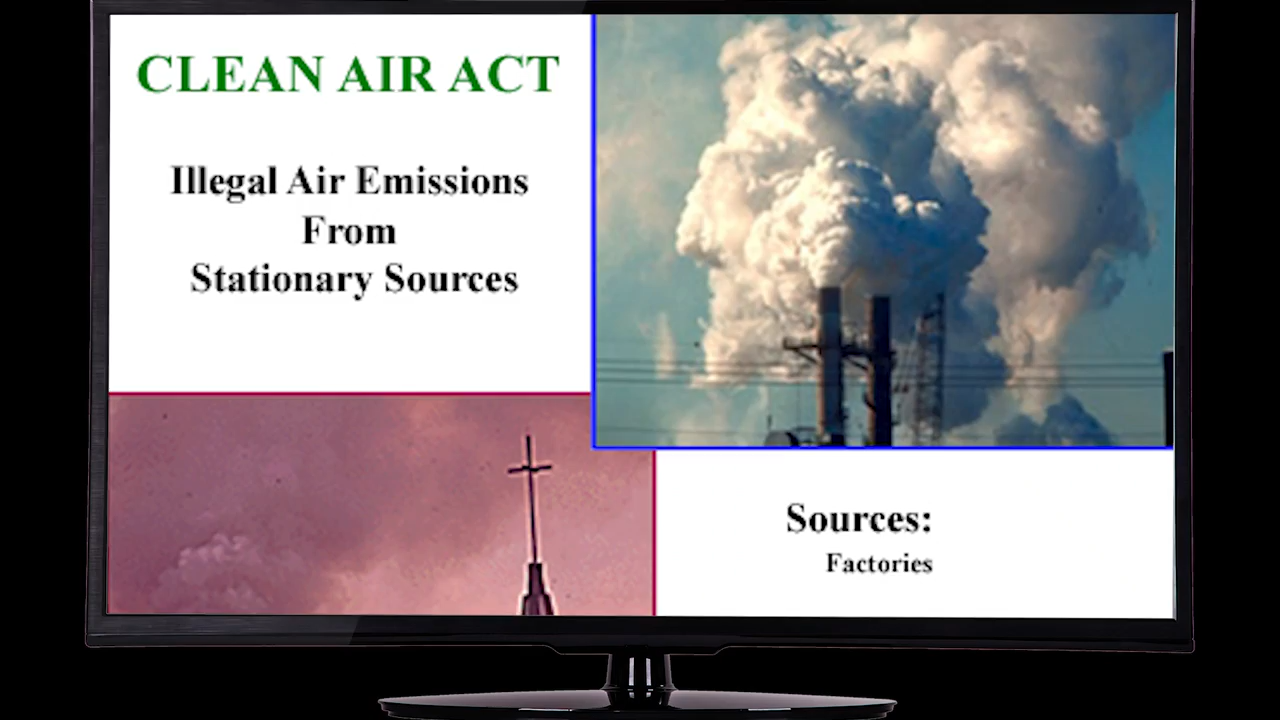 CLEAN AIR ACT
Illegal Air Emissions
From
Stationary Sources
Sources:
Factories